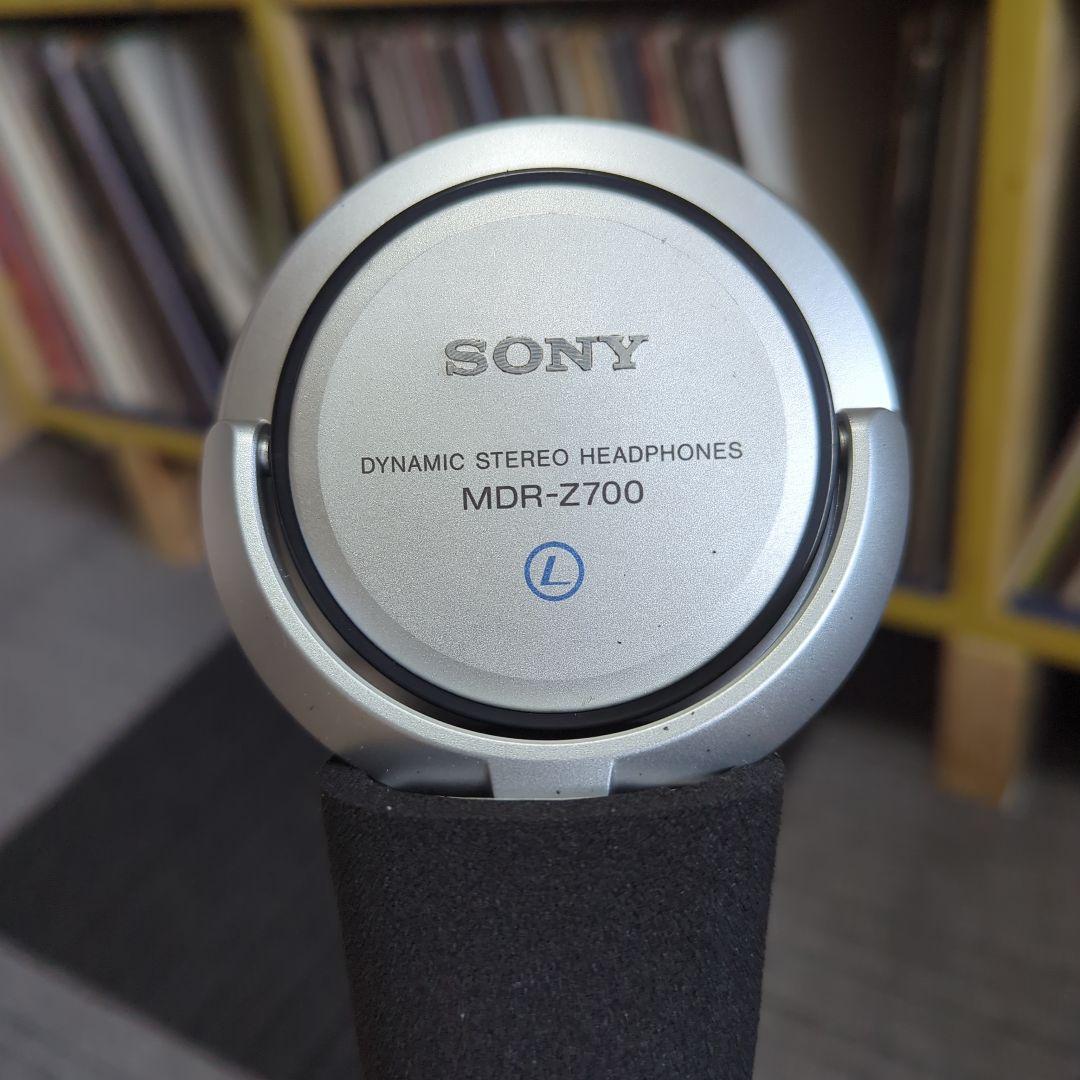 SONY
DYNAMIC STEREO HEADPHONES
MDR-Z700
L